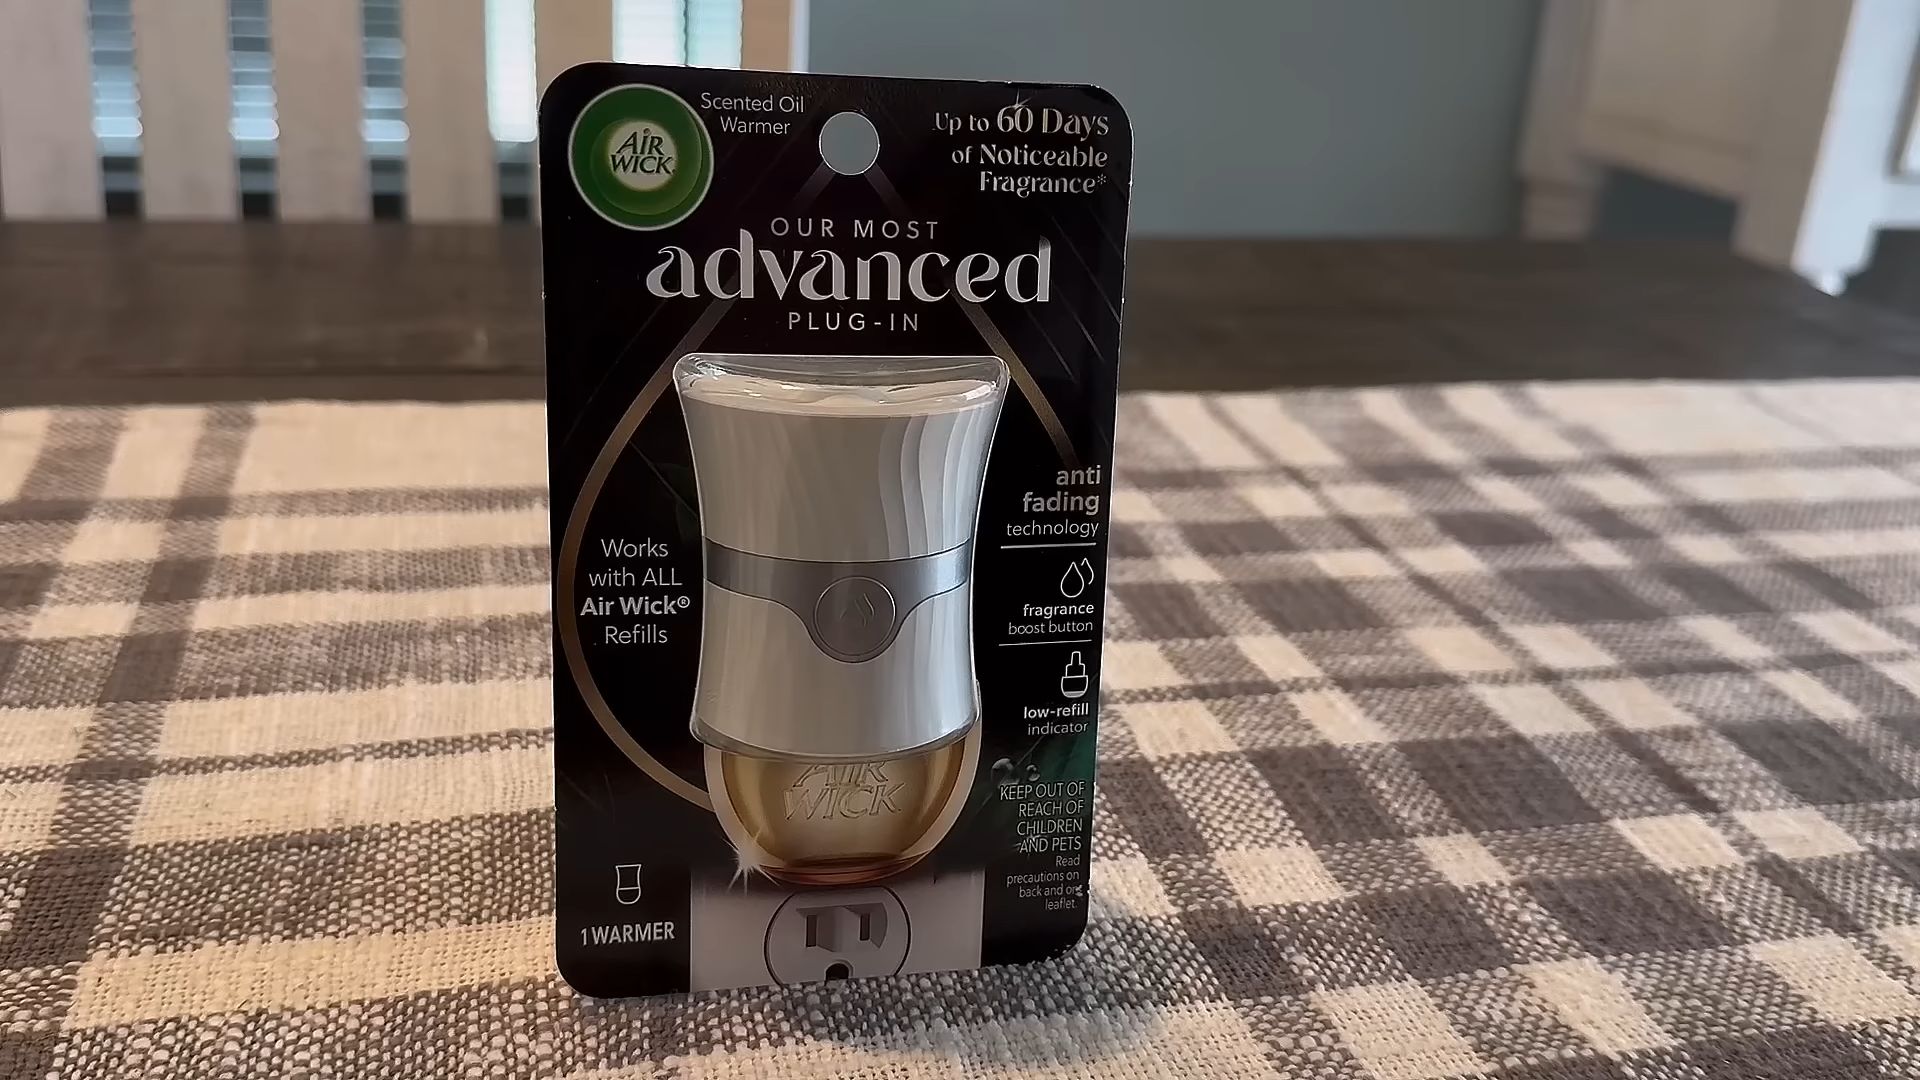 AIR
WICK
Scented Oil
Warmer
Up to 60 Days
of Noticeable
Fragrance*
OUR MOST
advanced
PLUG-IN
anti
fading
technology
Works
with ALL
Air Wick®
Refills
fragrance
boost button
low-refill
indicator
AIR
WICK
KEEP OUT OF
REACH OF
CHILDREN
AND PETS
Read
precautions on
back and on
leaflet.
1 WARMER